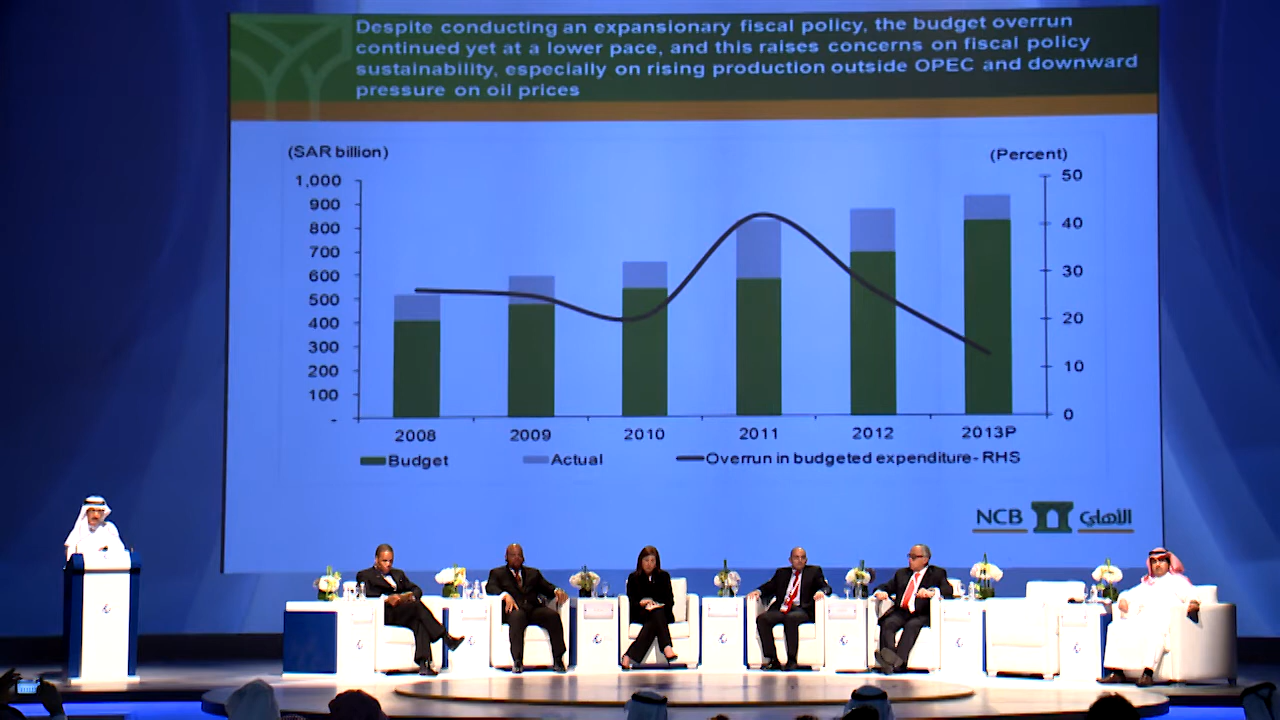 Despite conducting an expansionary fiscal policy, the budget overrun
continued yet at a lower pace, and this raises concerns on fiscal policy
sustainability, especially on rising production outside OPEC and downward
pressure on oil prices
(SAR billion) (Percent)
1,000 50
900
800 40
700
600 30
500
400 20
300
200 10
100
- 0
2008 2009 2010 2011 2012 2013P
Budget Actual Overrun in budgeted expenditure- RHS
NCB الأهلي